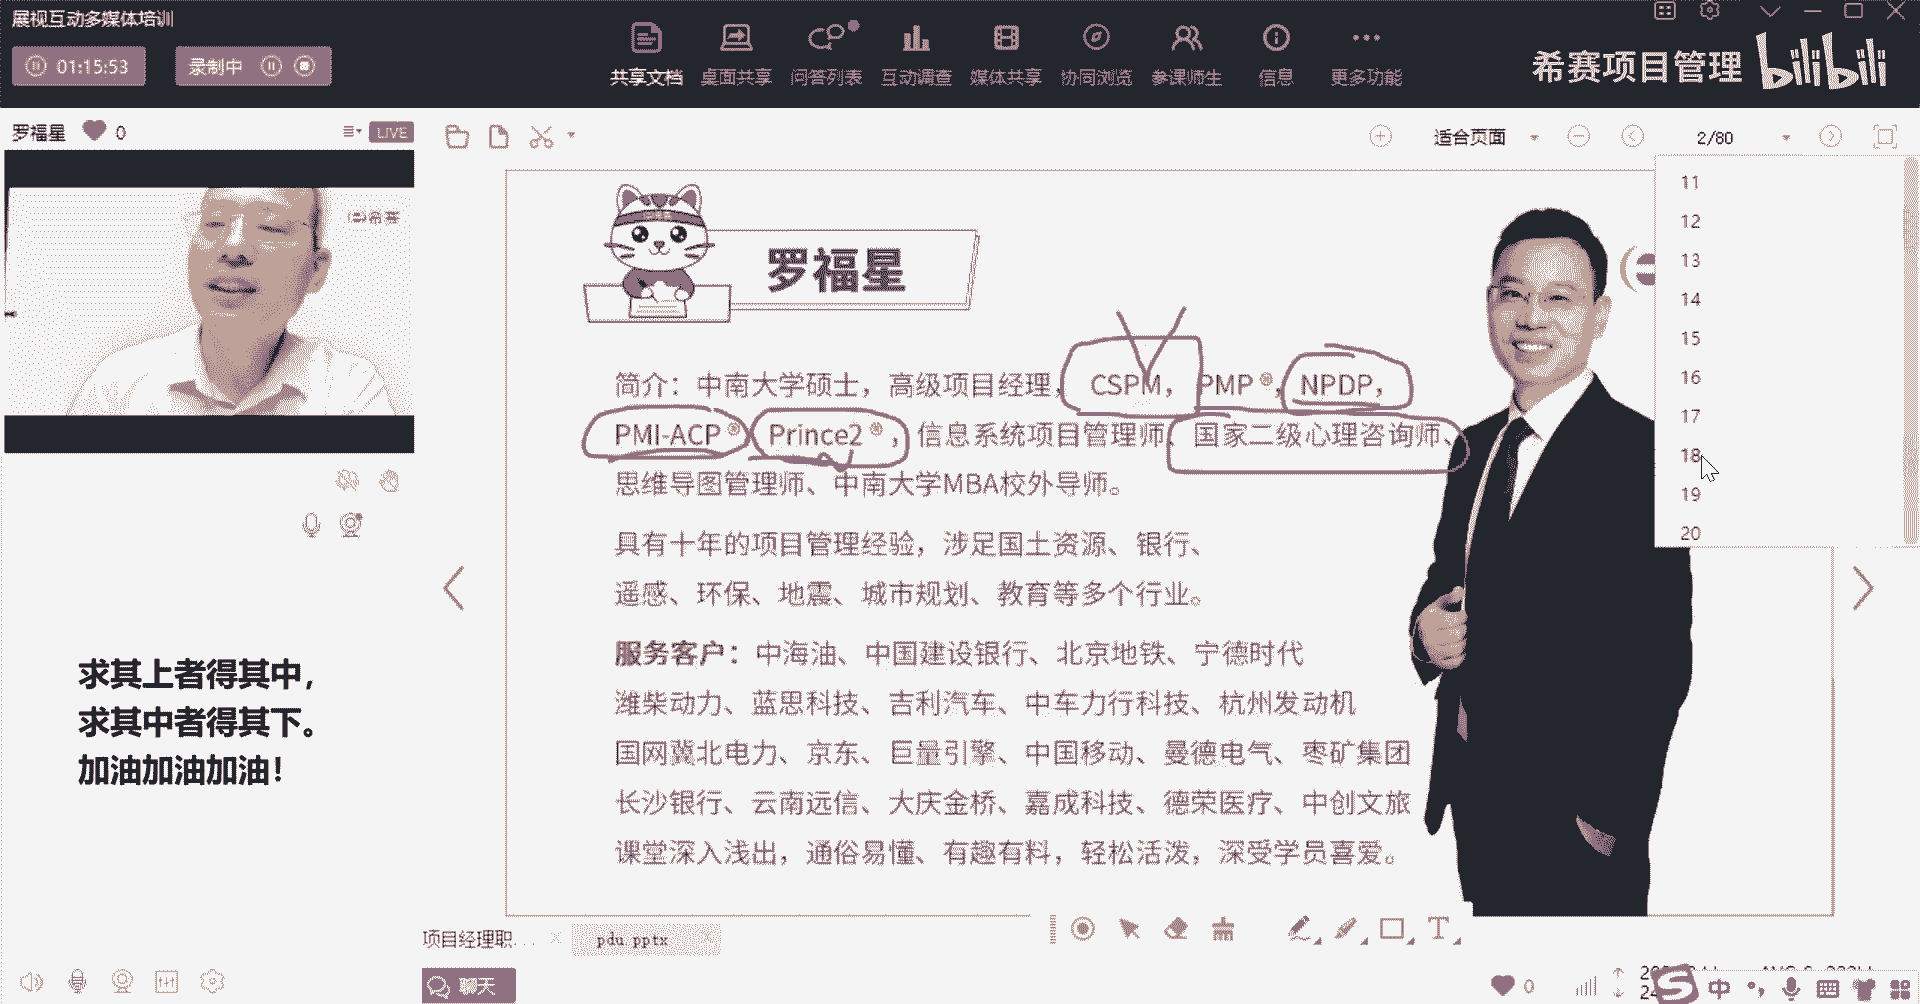 展视互动多媒体培训
01:15:53
录制中
共享文档
桌面共享
问答列表
互动调查
媒体共享
协同浏览
参课师生
信息
更多功能
希赛项目管理 bilibili
罗福星 0
LIVE
适合页面
2/80
希赛
11
12
13
14
15
16
17
18
19
20
罗福星
简介：中南大学硕士，高级项目经理，CSPM，PMP®，NPDP，
PMI-ACP®、Prince2®，信息系统项目管理师、国家二级心理咨询师、
思维导图管理师、中南大学MBA校外导师。
具有十年的项目管理经验，涉足国土资源、银行、
遥感、环保、地震、城市规划、教育等多个行业。
服务客户：中海油、中国建设银行、北京地铁、宁德时代
潍柴动力、蓝思科技、吉利汽车、中车力行科技、杭州发动机
国网冀北电力、京东、巨量引擎、中国移动、曼德电气、枣矿集团
长沙银行、云南远信、大庆金桥、嘉成科技、德荣医疗、中创文旅
课堂深入浅出，通俗易懂、有趣有料，轻松活泼，深受学员喜爱。
求其上者得其中，
求其中者得其下。
加油加油加油！
项目经理职...
pdu.pptx
聊天
0
中